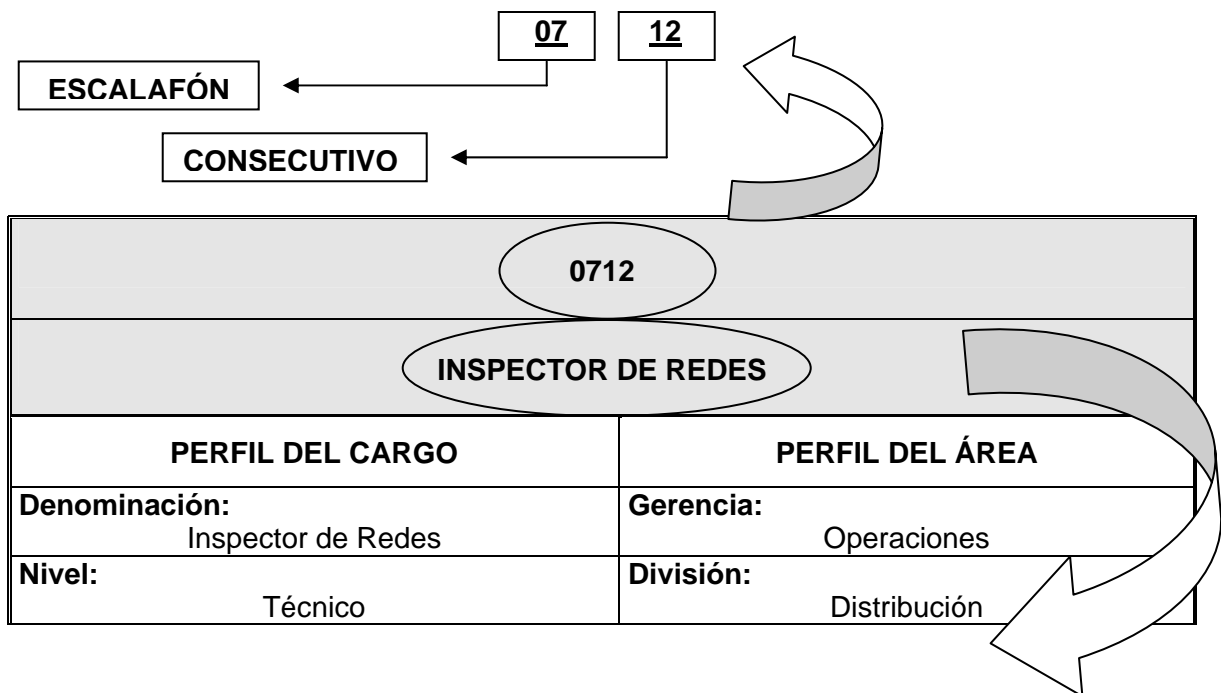 07 12
ESCALAFÓN
CONSECUTIVO
0712
INSPECTOR DE REDES
PERFIL DEL CARGO PERFIL DEL ÁREA
Denominación: Gerencia:
Inspector de Redes Operaciones
Nivel: División:
Técnico Distribución